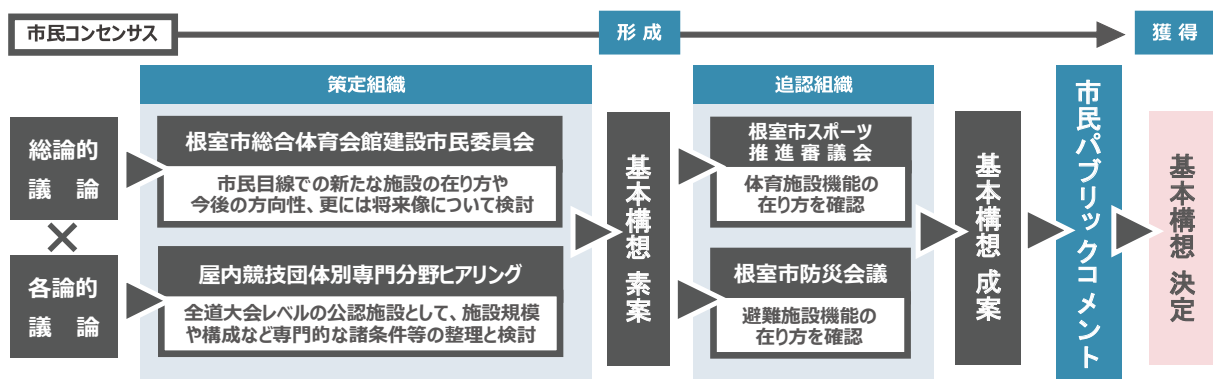 市民コンセンサス
形成
獲得
策定組織
追認組織
総論的
議論
×
各論的
議論
根室市総合体育会館建設市民委員会
市民目線での新たな施設の在り方や
今後の方向性、更には将来像について検討
屋内競技団体別専門分野ヒアリング
全道大会レベルの公認施設として、施設規模
や構成など専門的な諸条件等の整理と検討
基本構想 素案
根室市スポーツ
推進審議会
体育施設機能の
在り方を確認
根室市防災会議
避難施設機能の
在り方を確認
基本構想 成案
市民パブリックコメント
基本構想 決定